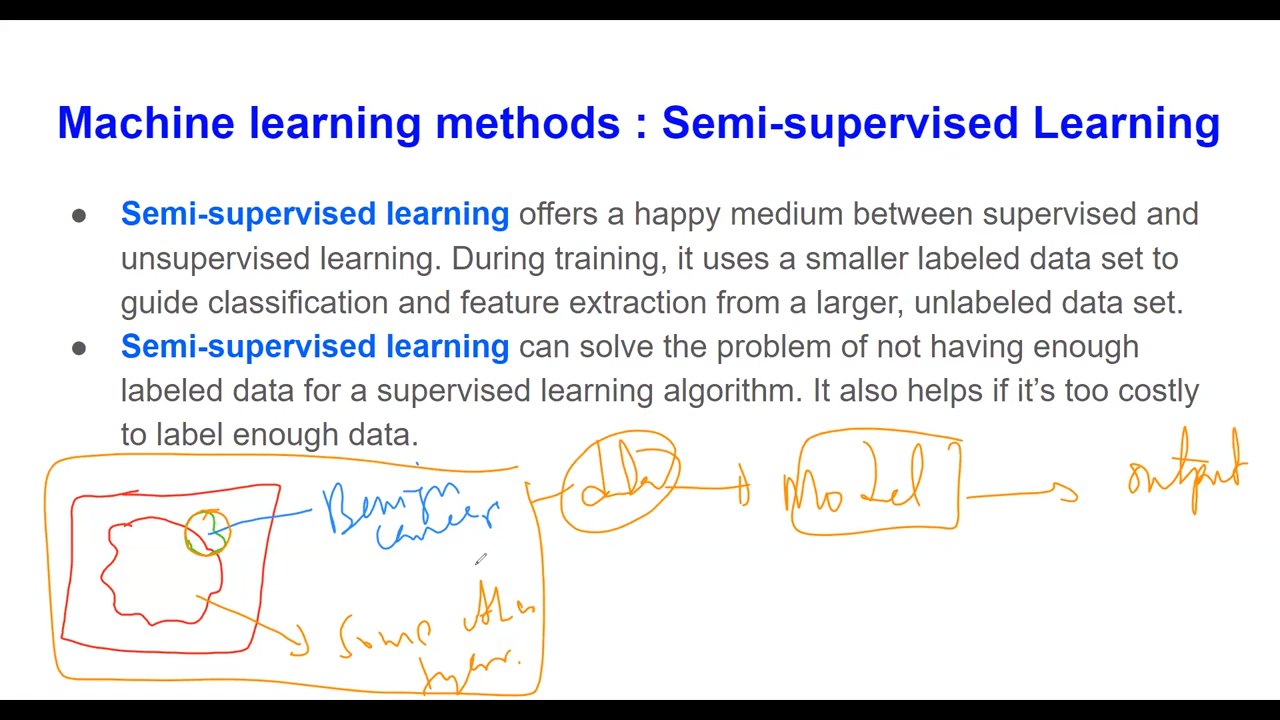 Machine learning methods : Semi-supervised Learning
● Semi-supervised learning offers a happy medium between supervised and
unsupervised learning. During training, it uses a smaller labeled data set to
guide classification and feature extraction from a larger, unlabeled data set.
● Semi-supervised learning can solve the problem of not having enough
labeled data for a supervised learning algorithm. It also helps if it’s too costly
to label enough data.
Model
output
Benign
cancer
Some